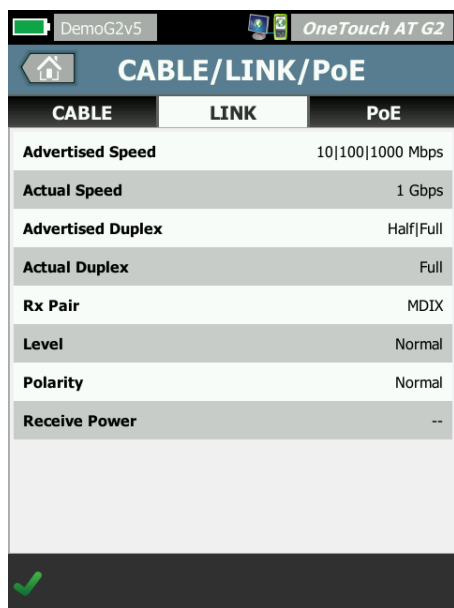 DemoG2v5 OneTouch AT G2
CABLE/LINK/PoE
CABLE LINK PoE
Advertised Speed 10|100|1000 Mbps
Actual Speed 1 Gbps
Advertised Duplex Half|Full
Actual Duplex Full
Rx Pair MDIX
Level Normal
Polarity Normal
Receive Power --